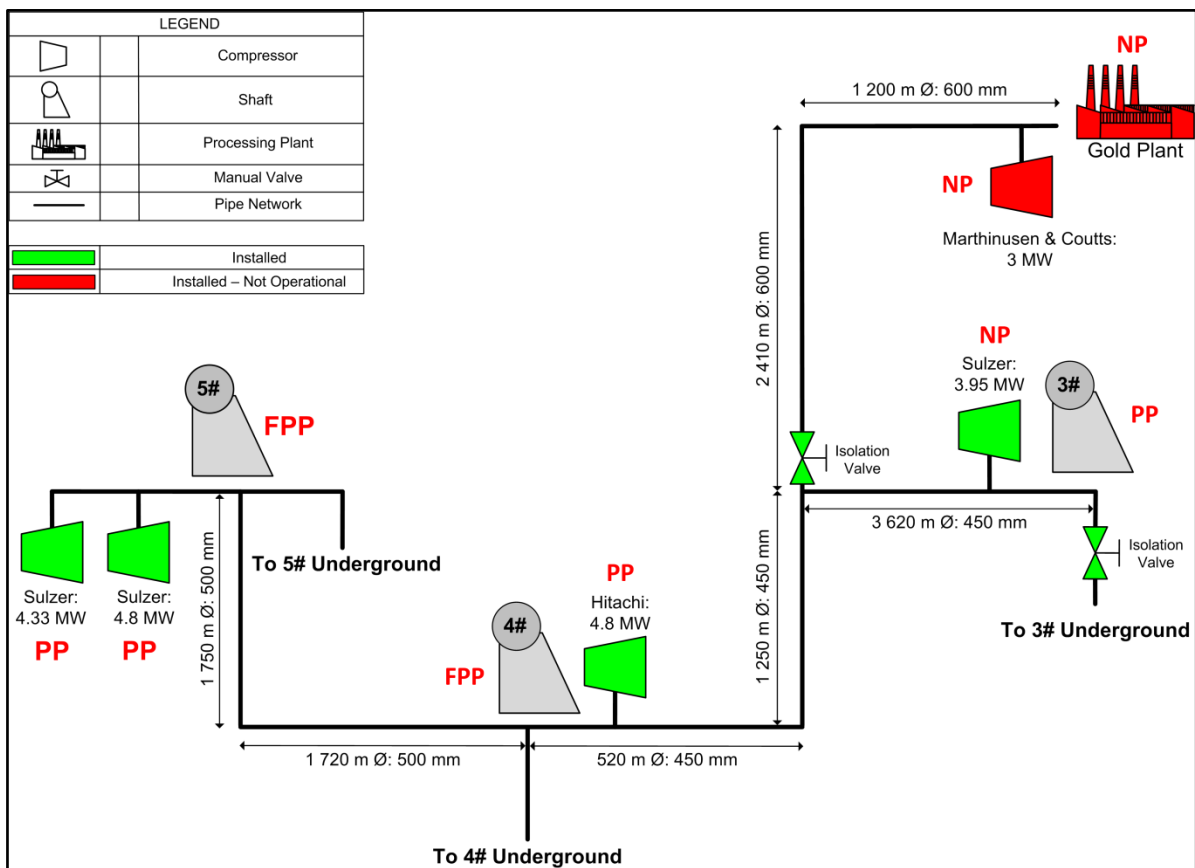 LEGEND
Compressor
Shaft
Processing Plant
Manual Valve
Pipe Network
Installed
Installed – Not Operational
NP
1 200 m Ø: 600 mm
Gold Plant
NP
Marthinusen & Coutts:
3 MW
2 410 m Ø: 600 mm
NP
Sulzer:
3.95 MW
3#
PP
5#
FPP
Isolation
Valve
3 620 m Ø: 450 mm
Isolation
Valve
To 3# Underground
To 5# Underground
Sulzer:
4.33 MW
PP
Sulzer:
4.8 MW
PP
1 750 m Ø: 500 mm
4#
FPP
PP
Hitachi:
4.8 MW
1 250 m Ø: 450 mm
1 720 m Ø: 500 mm
520 m Ø: 450 mm
To 4# Underground